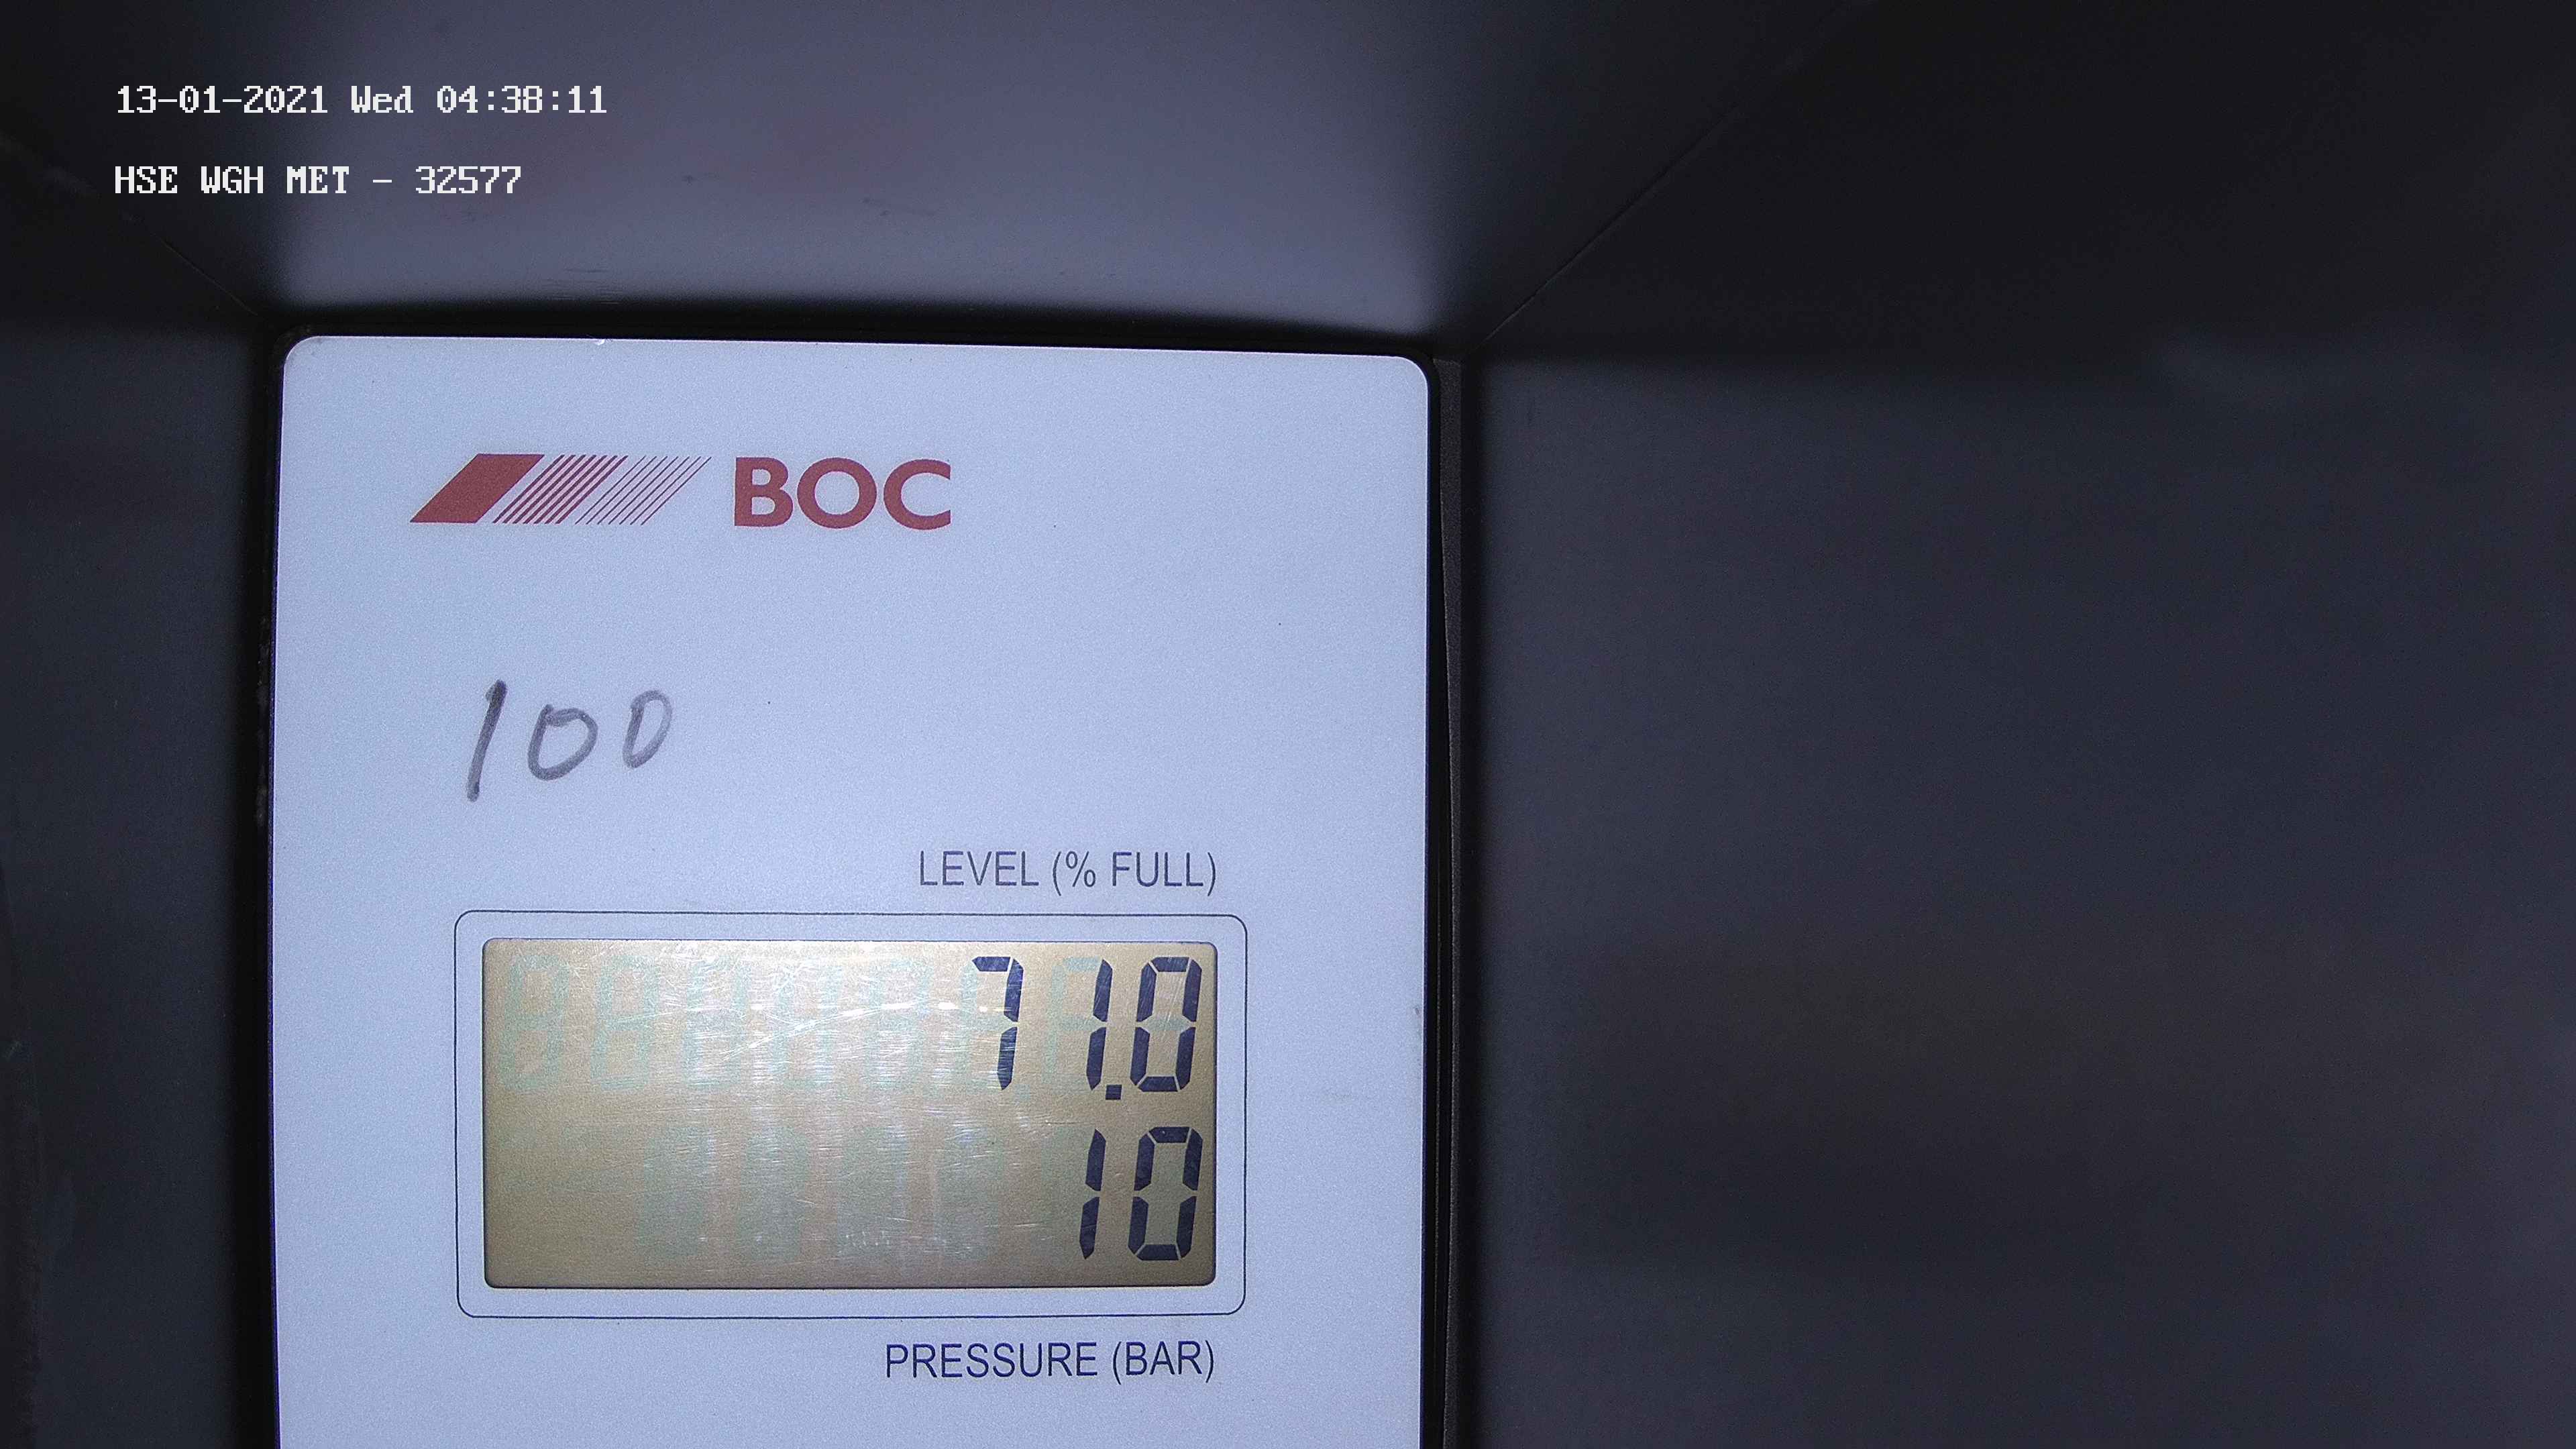 13-01-2021 Wed 04:38:11
HSE WGH MET - 32577
BOC
100
LEVEL (% FULL)
71.0
10
PRESSURE (BAR)